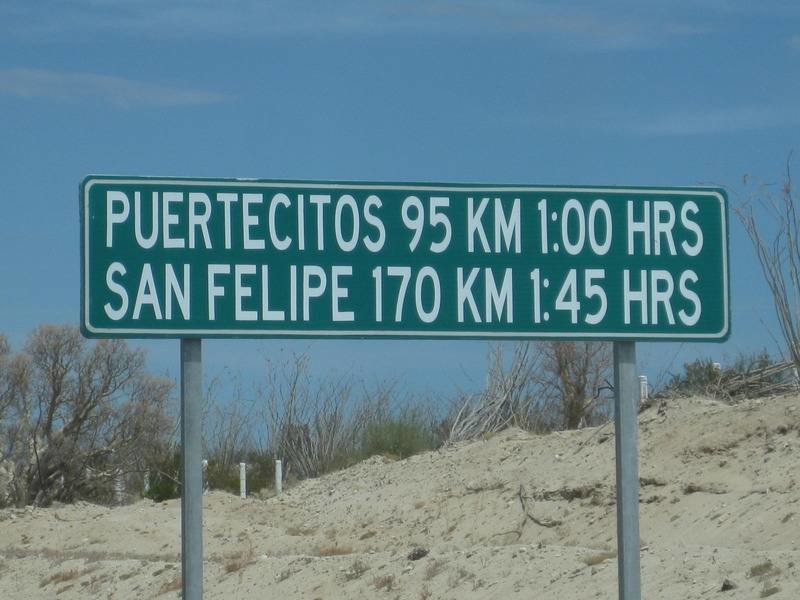 PUERTECITOS 95 KM 1:00 HRS
SAN FELIPE 170 KM 1:45 HRS